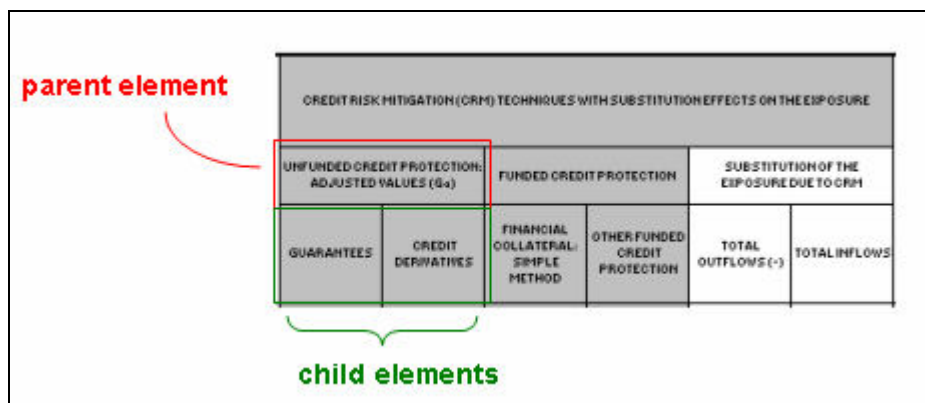 CREDIT RISK MITIGATION (CRM) TECHNIQUES WITH SUBSTITUTION EFFECTS ON THE EXPOSURE
parent element
UNFUNDED CREDIT PROTECTION:
ADJUSTED VALUES (Ga)
FUNDED CREDIT PROTECTION
SUBSTITUTION OF THE
EXPOSURE DUE TO CRM
GUARANTEES
CREDIT
DERIVATIVES
FINANCIAL
COLLATERAL:
SIMPLE
METHOD
OTHER FUNDED
CREDIT
PROTECTION
TOTAL
OUTFLOWS (-)
TOTAL INFLOWS
child elements